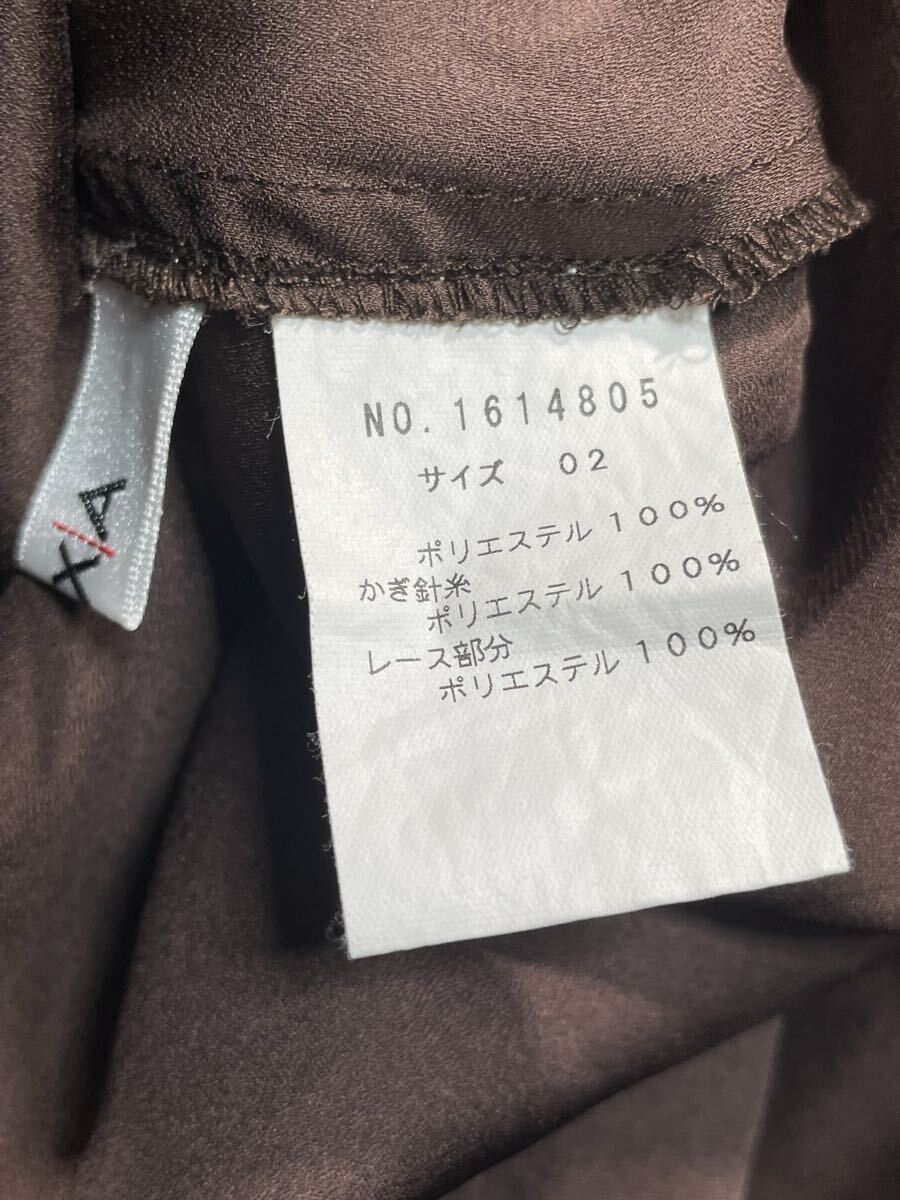 NO. 1614805
サイズ 02
ポリエステル 100%
かぎ針糸
ポリエステル 100%
レース部分
ポリエステル 100%
X/A